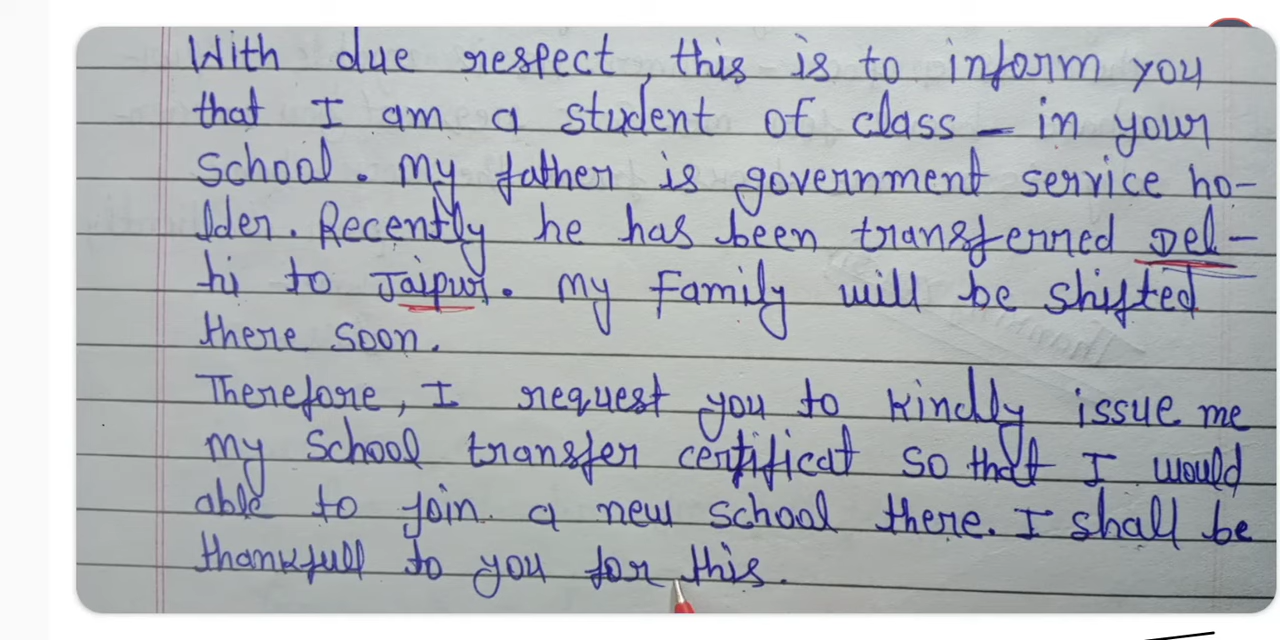 With due respect, this is to inform you
that I am a student of class - in your
school. My father is government service ho-
lder. Recently he has been transferred Del-
hi to Jaipur. My Family will be shifted
there soon.
Therefore, I request you to kindly issue me
my School transfer certificat so that I would
able to join a new school there. I shall be
thankfull to you for this.